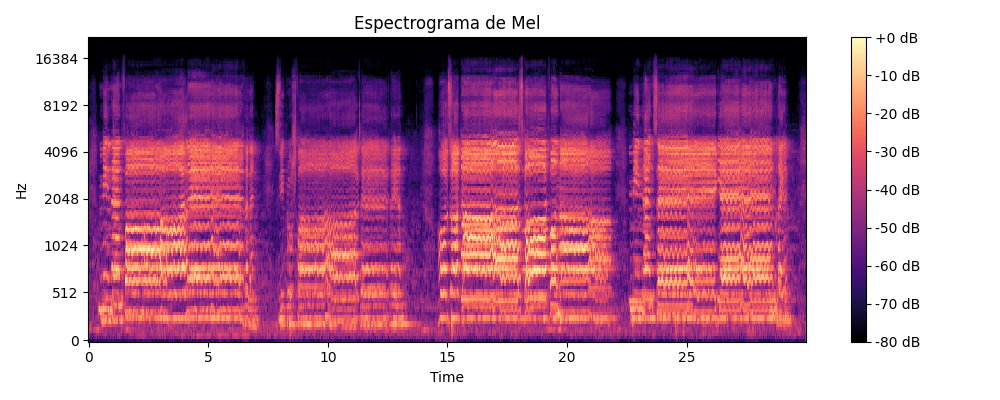 Espectrograma de Mel
16384
8192
4096
2048
1024
512
0
Hz
0 5 10 15 20 25
Time
+0 dB
-10 dB
-20 dB
-30 dB
-40 dB
-50 dB
-60 dB
-70 dB
-80 dB